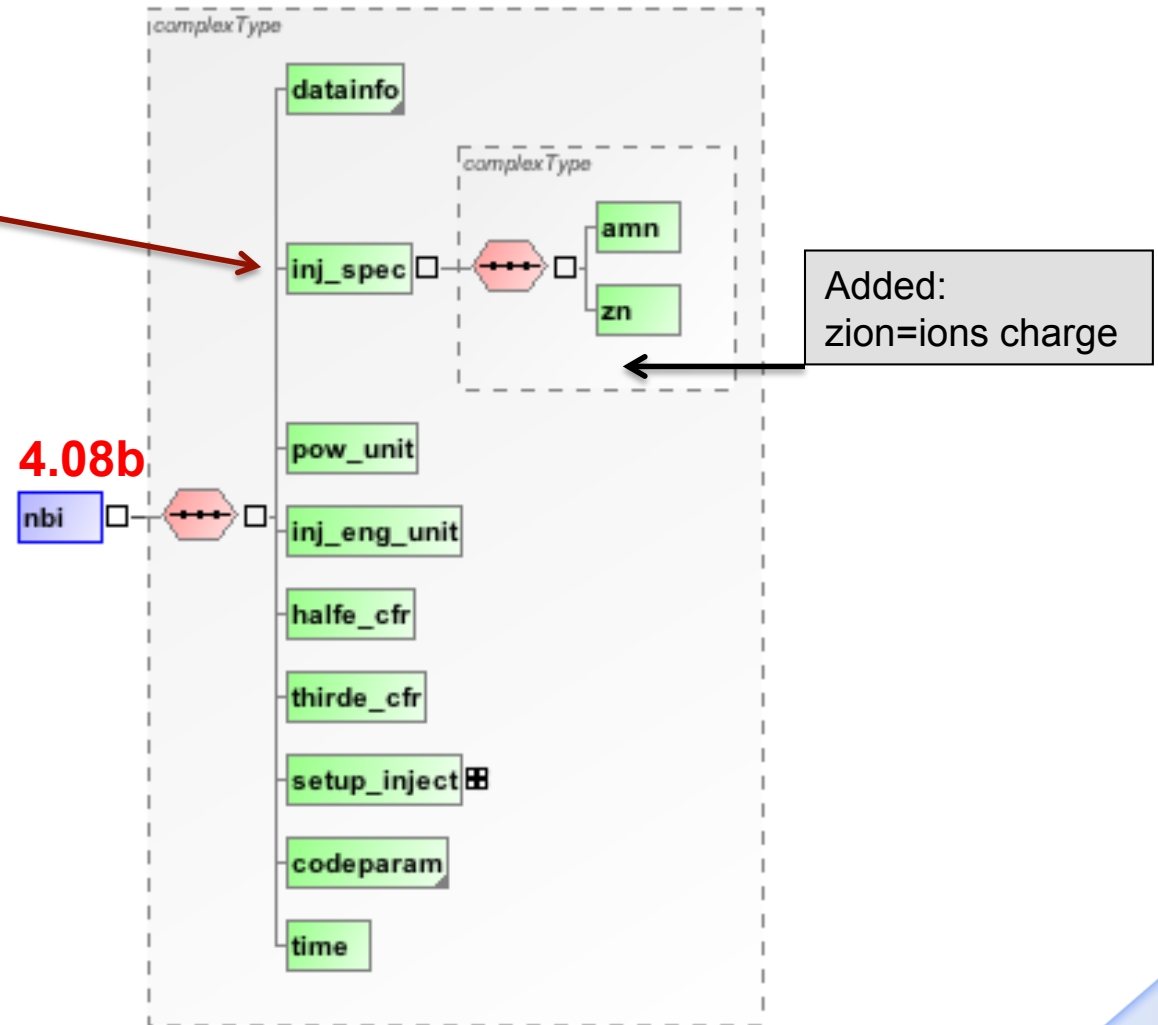 complexType
datainfo
complexType
amn
inj_spec
zn
Added:
zion=ions charge
pow_unit
4.08b
nbi
inj_eng_unit
halfe_cfr
thirde_cfr
setup_inject
codeparam
time